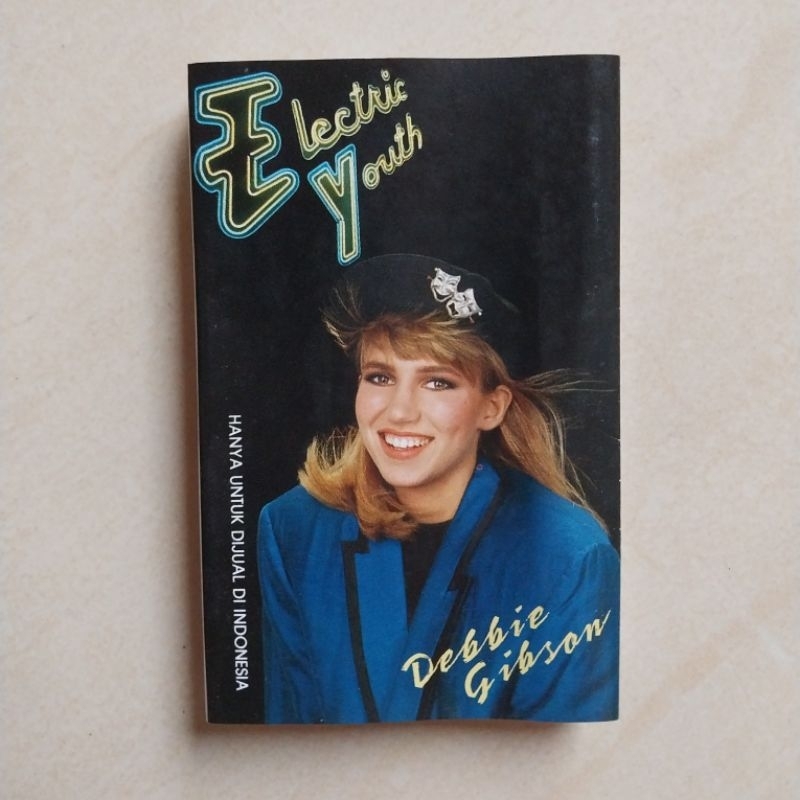 Electric
Youth
HANYA UNTUK DIJUAL DI INDONESIA
Debbie
Gibson